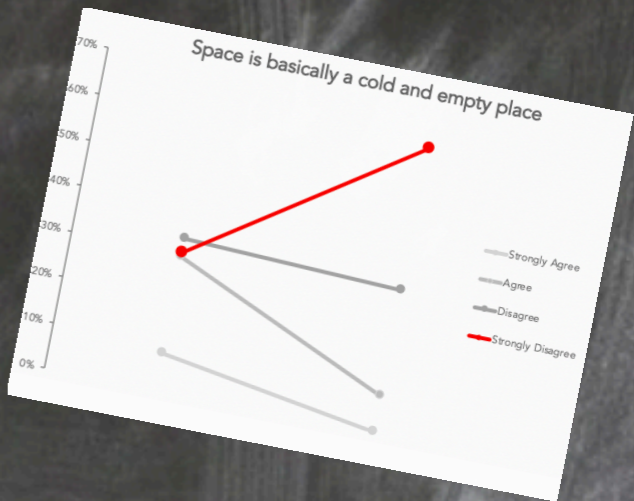 Space is basically a cold and empty place
70%
60%
50%
40%
30%
20%
10%
0%
Strongly Agree
Agree
Disagree
Strongly Disagree